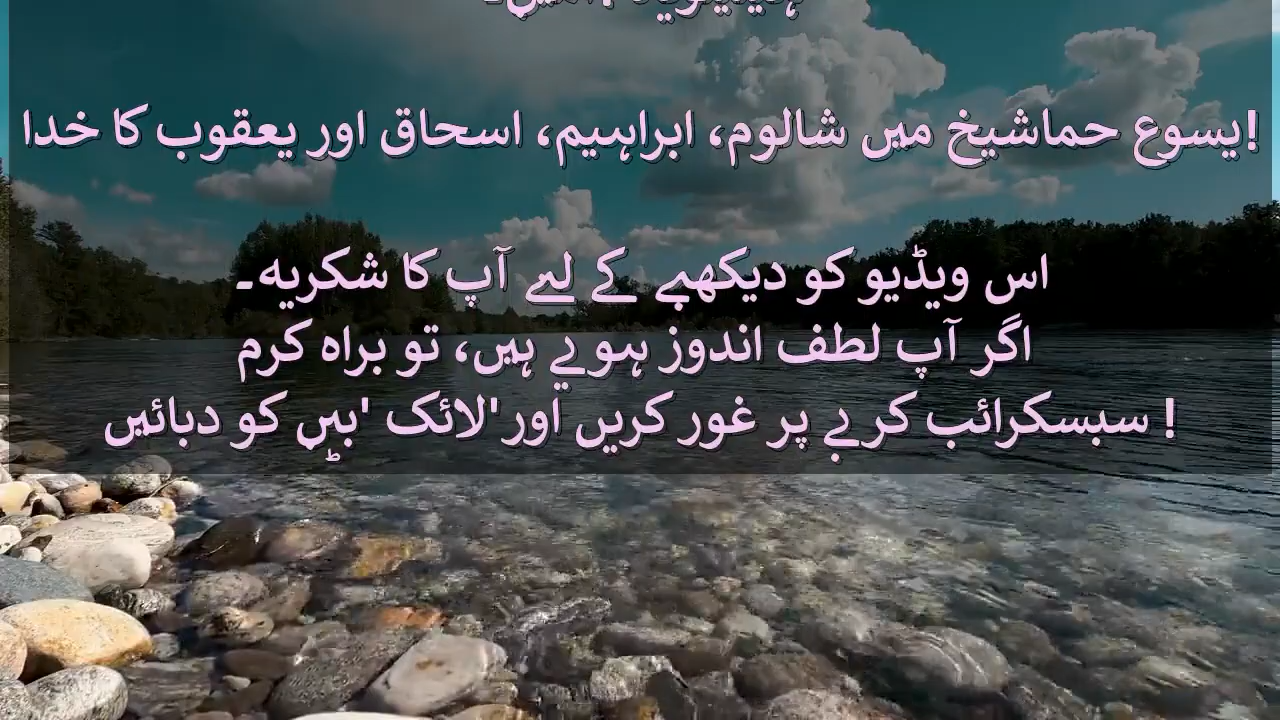 یسوع حماشیخ میں شالوم، ابراہیم، اسحاق اور یعقوب کا خدا!
اس ویڈیو کو دیکھنے کے لیے آپ کا شکریہ۔
اگر آپ لطف اندوز ہوئے ہیں، تو براہ کرم
سبسکرائب کرنے پر غور کریں اور'لائک 'بٹن کو دبائیں !